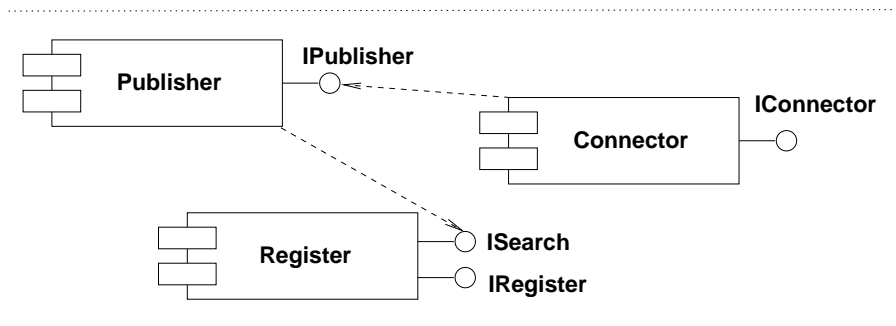 IPublisher
Publisher
IConnector
Connector
ISearch
Register
IRegister